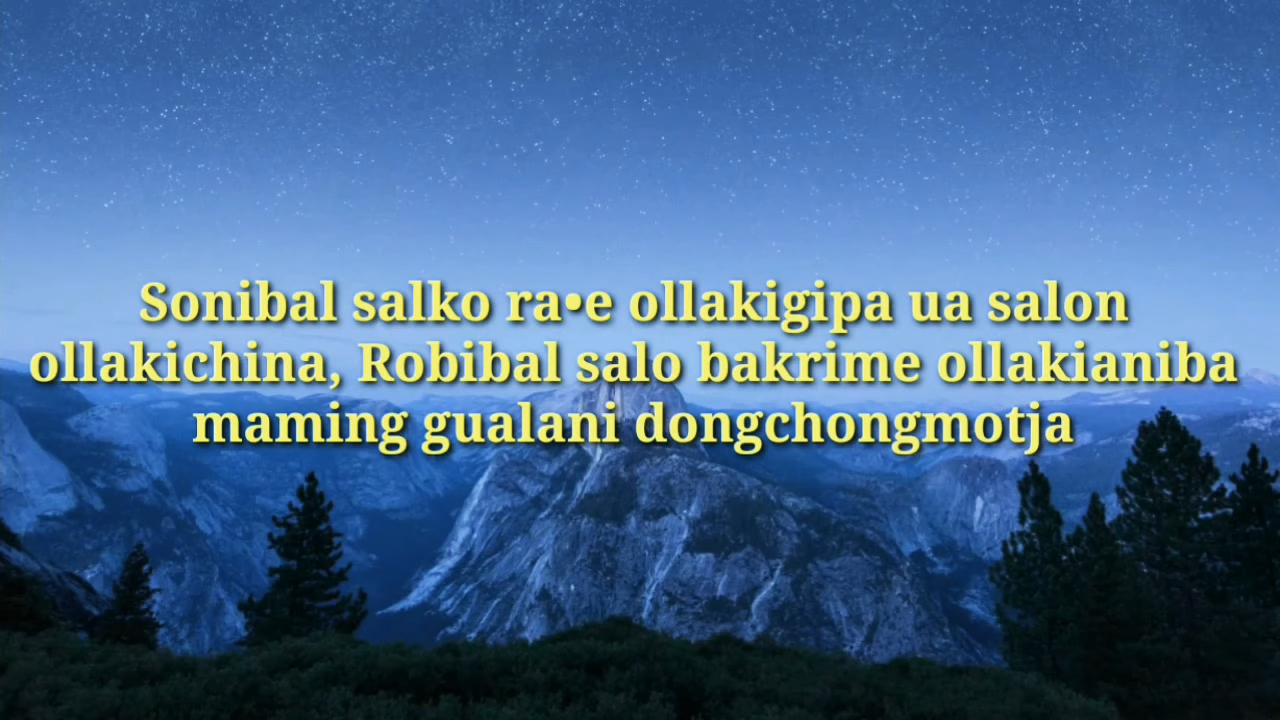 Sonibal salko ra•e ollakigipa ua salon
ollakichina, Robibal salo bakrime ollakianiba
maming gualani dongchongmotja